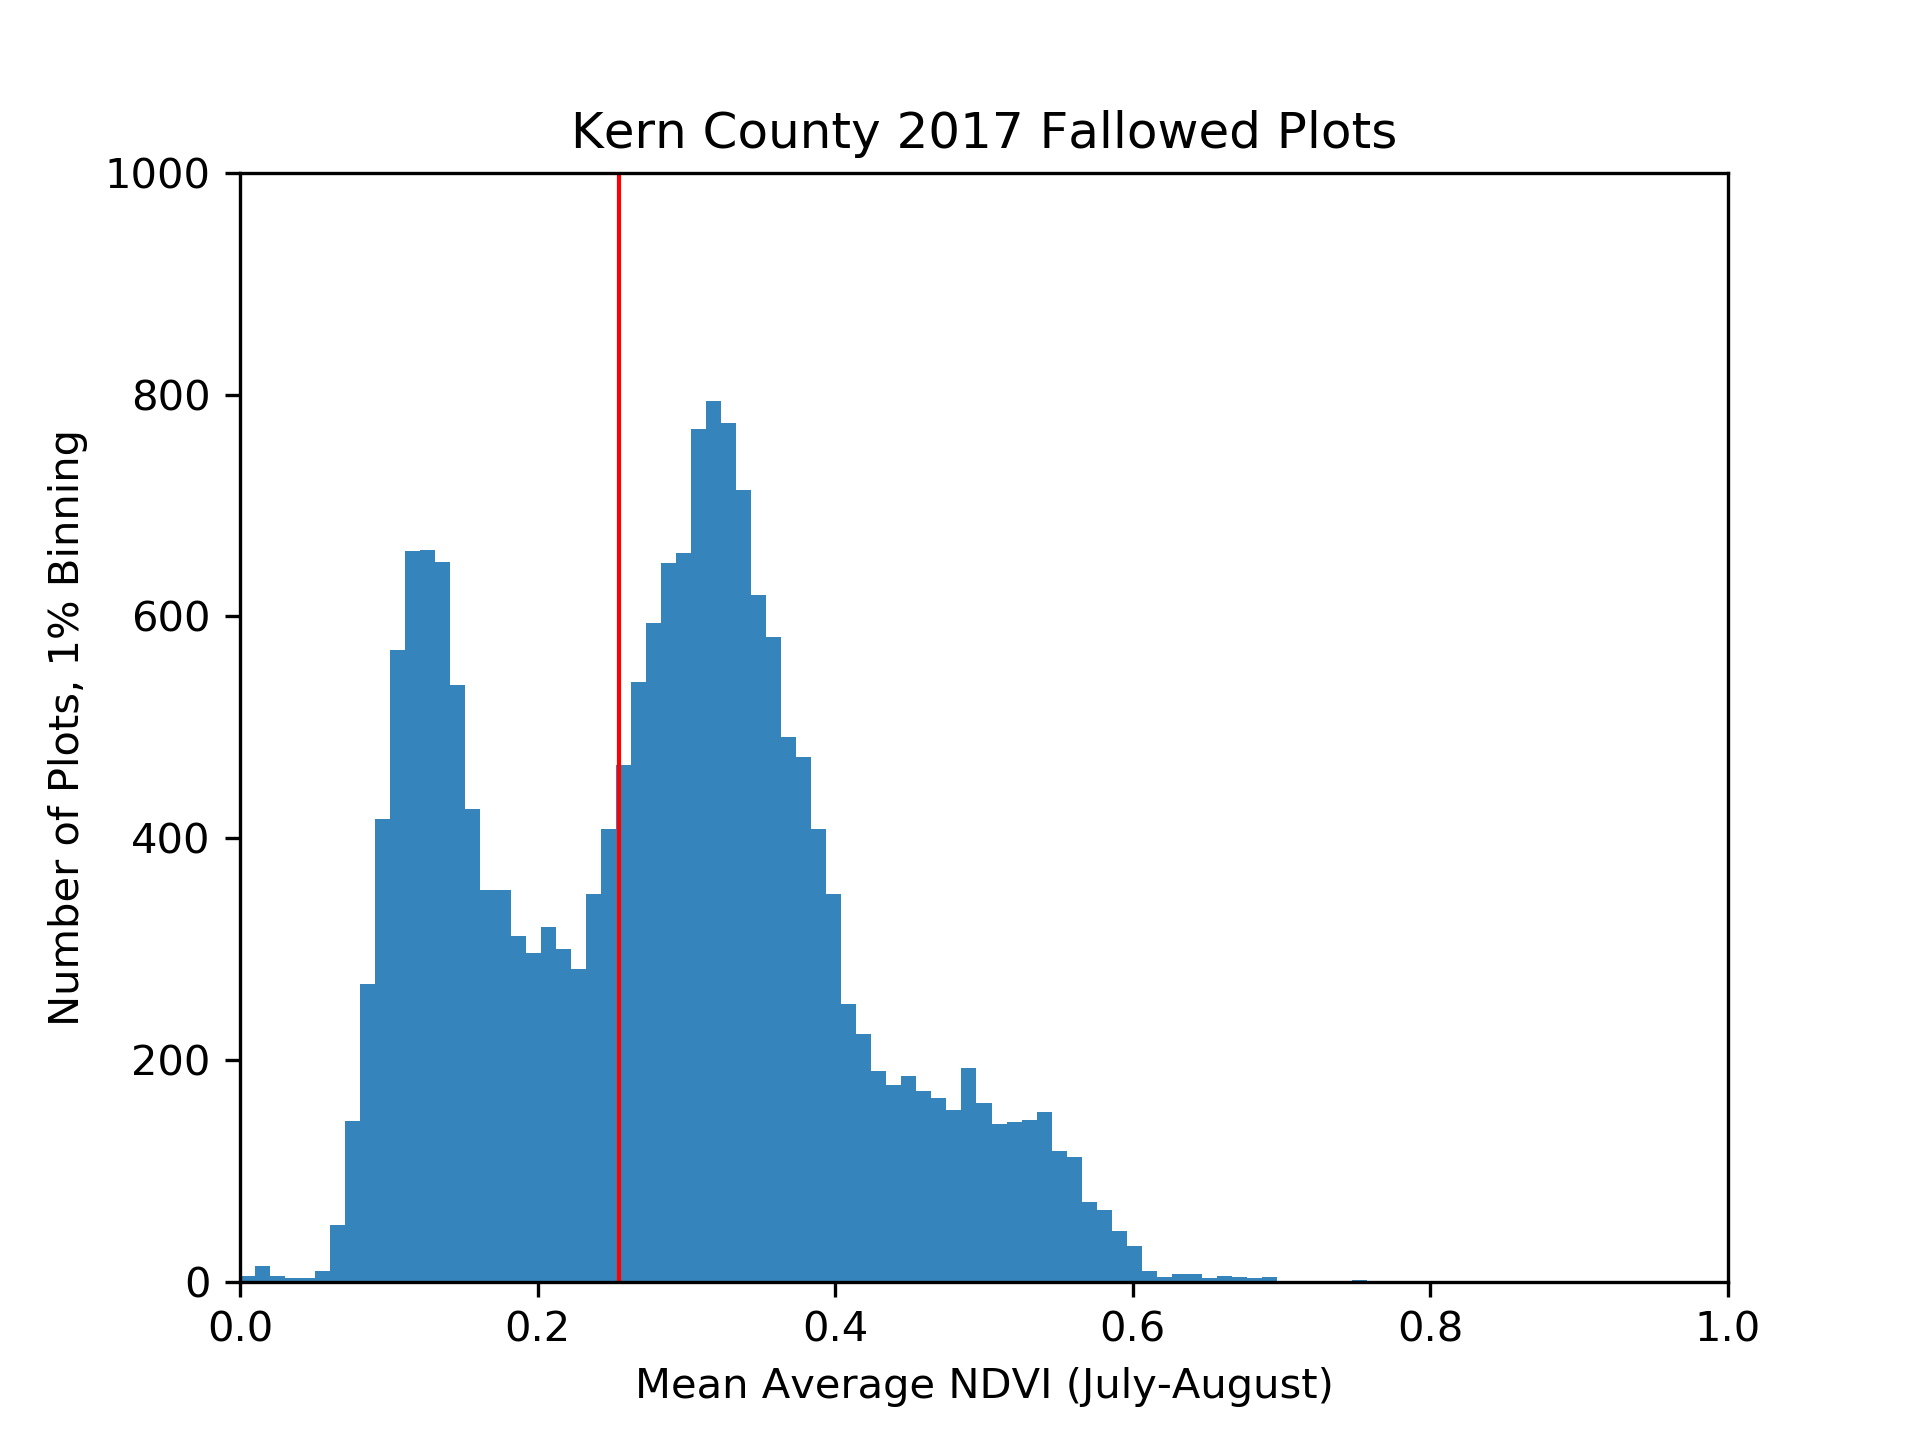 Kern County 2017 Fallowed Plots
1000
800
600
400
200
0
Number of Plots, 1% Binning
0.0 0.2 0.4 0.6 0.8 1.0
Mean Average NDVI (July-August)